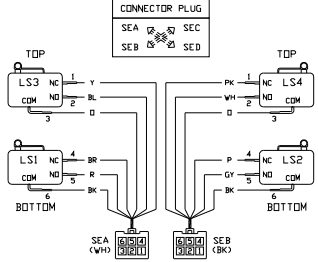 CONNECTOR PLUG
SEA SEC
SEB SED
TOP TOP
LS3 NC 1 Y PK 1 NC LS4
NO 2 BL WH 2 NO
COM 3 O O 3 COM
LS1 NC 4 BR P 4 NC LS2
NO 5 R GY 5 NO
COM 6 BK BK 6 COM
BOTTOM BOTTOM
SEA 6 5 4 6 5 4 SEB
(WH) 3 2 1 3 2 1 (BK)